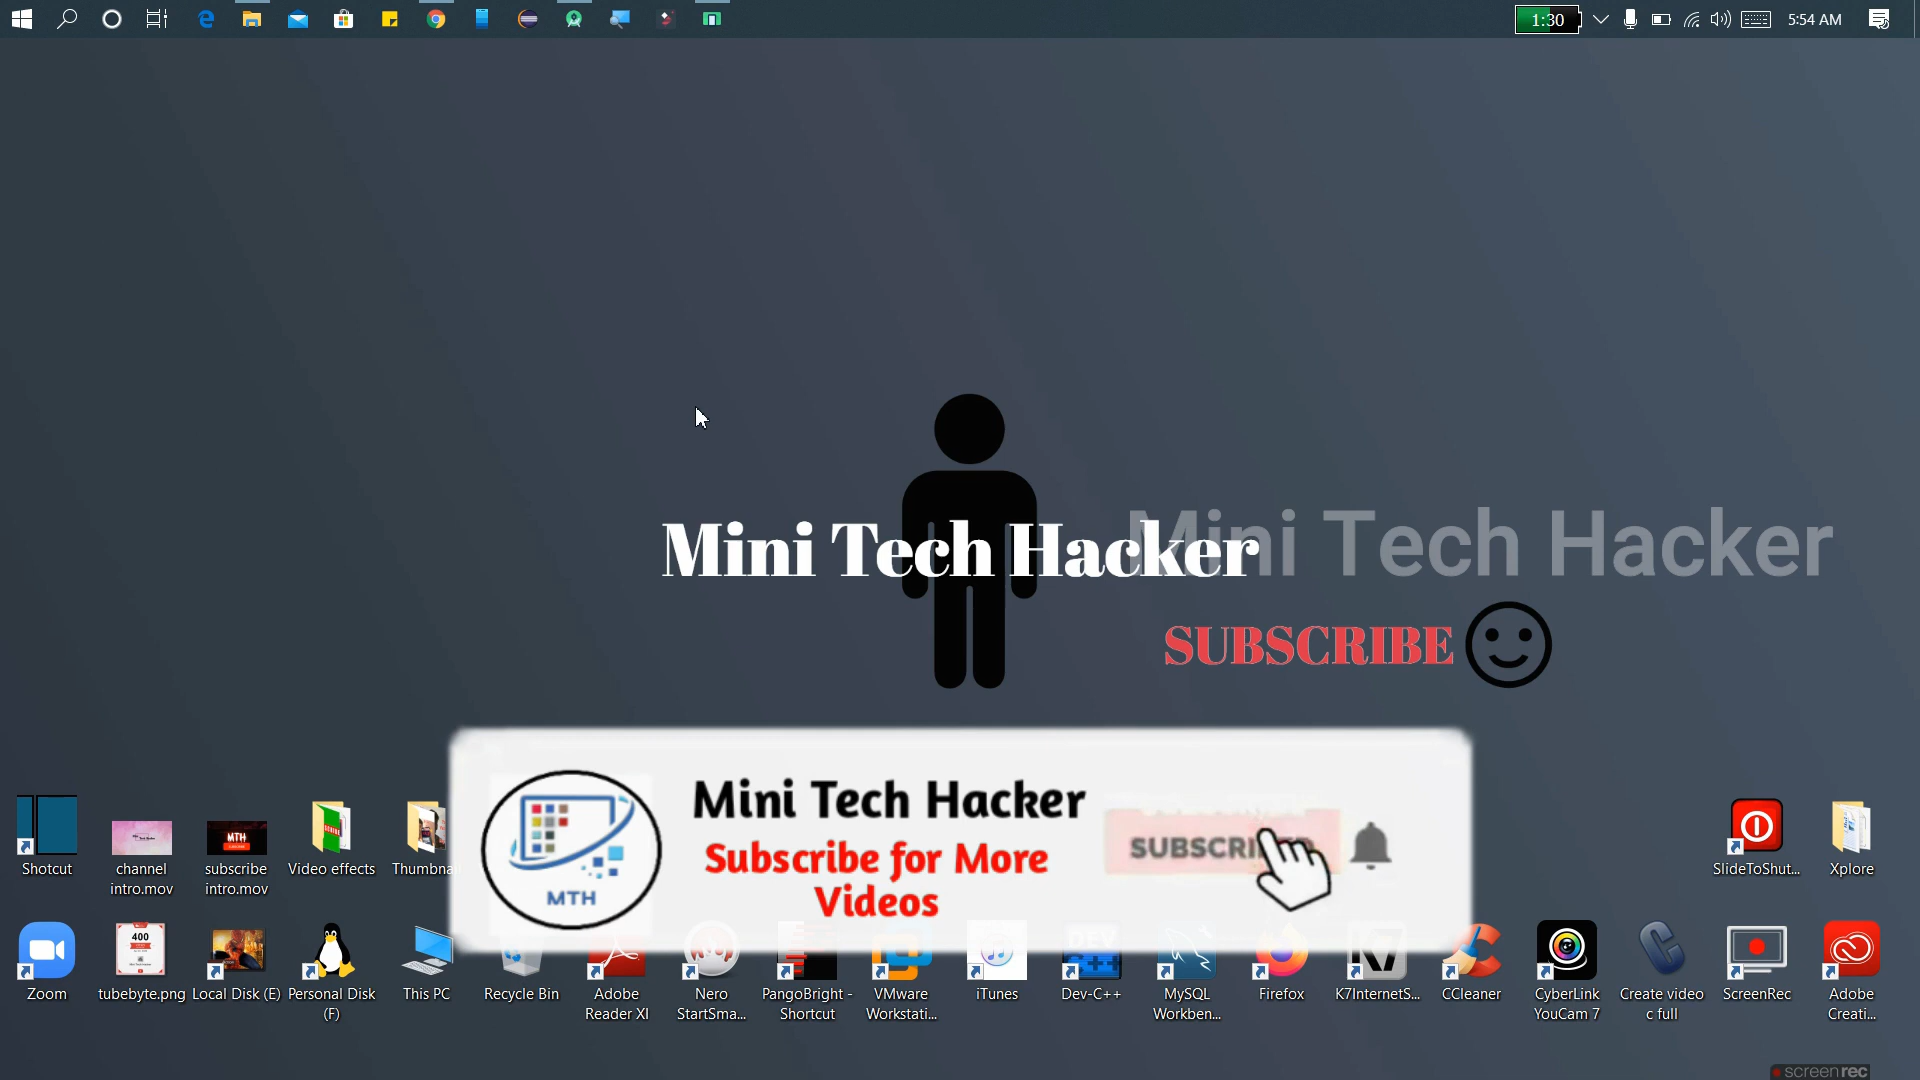 1:30
5:54 AM
Mini Tech Hacker
Mini Tech Hacker
SUBSCRIBE
Mini Tech Hacker
Subscribe for More
Videos
MTH
Shotcut
channel
intro.mov
MTH
subscribe
intro.mov
Video effects
SlideToShut...
Xplore
400
Zoom
tubebyte.png
Local Disk (E)
Personal Disk
(F)
This PC
Recycle Bin
Adobe
Reader XI
Nero
StartSma...
PangoBright -
Shortcut
VMware
Workstati...
iTunes
DEV
Dev-C++
MySQL
Workben...
Firefox
K7InternetS...
CCleaner
CyberLink
YouCam 7
Create video
c full
ScreenRec
Adobe
Creati...
screenrec